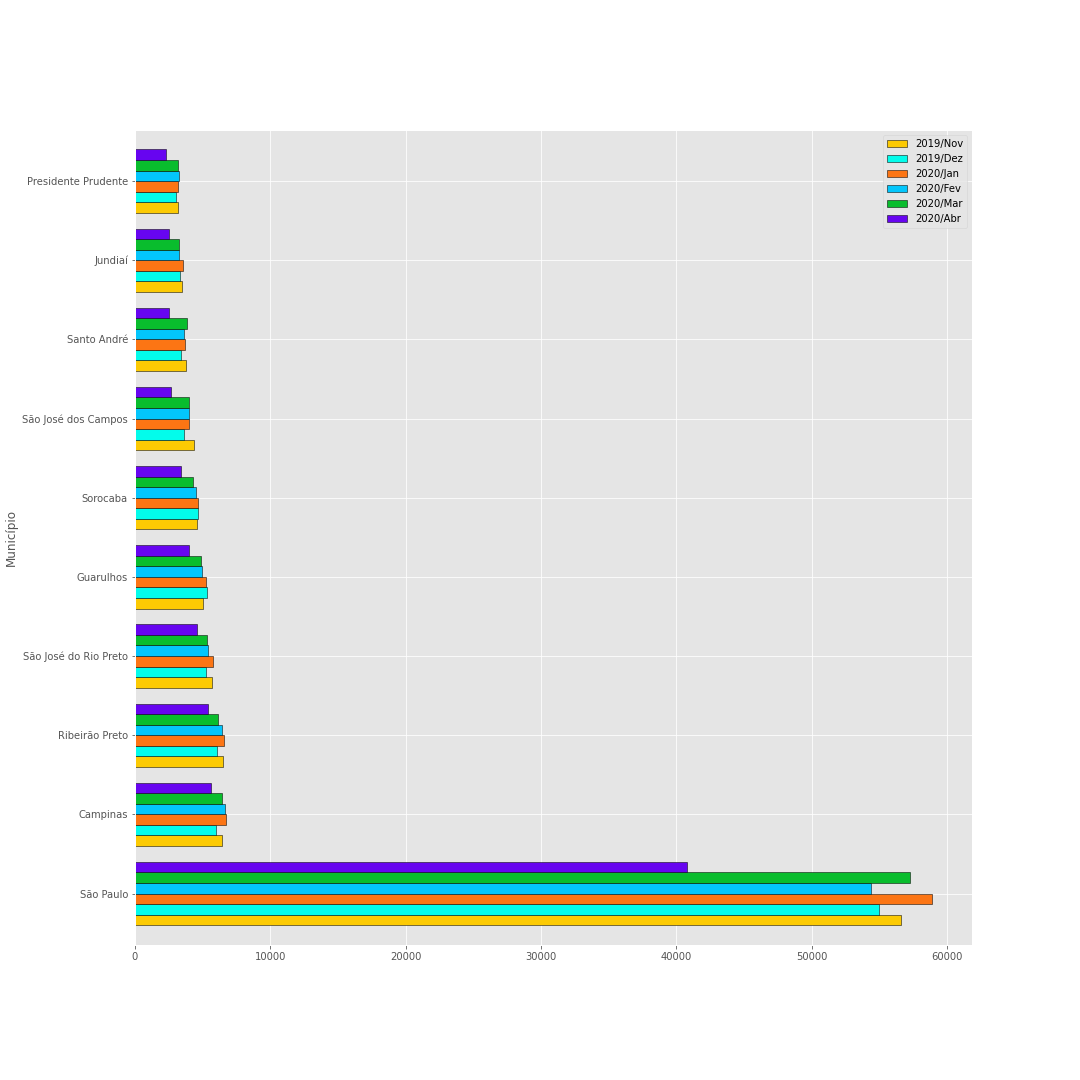 2019/Nov
2019/Dez
2020/Jan
2020/Fev
2020/Mar
2020/Abr
Presidente Prudente
Jundiaí
Santo André
São José dos Campos
Sorocaba
Município
Guarulhos
São José do Rio Preto
Ribeirão Preto
Campinas
São Paulo
0 10000 20000 30000 40000 50000 60000